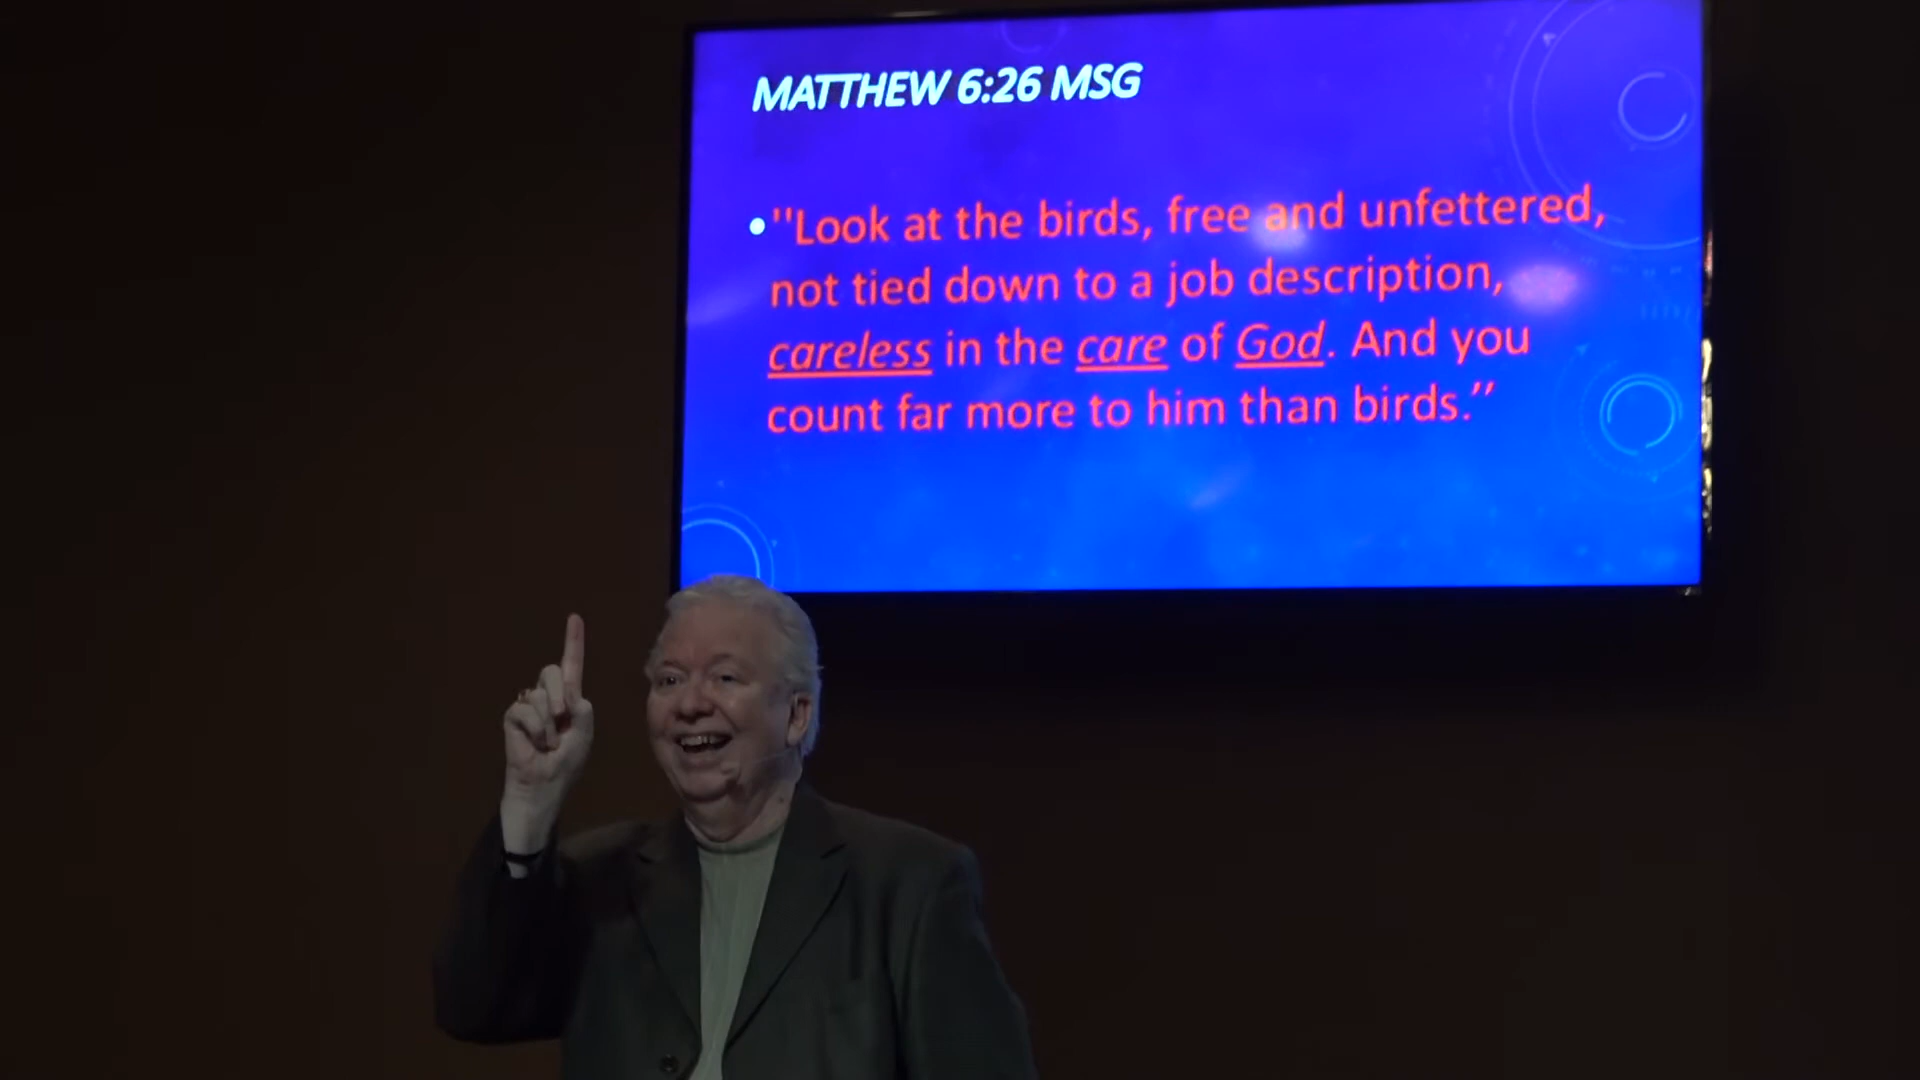 MATTHEW 6:26 MSG
•"Look at the birds, free and unfettered,
not tied down to a job description,
careless in the care of God. And you
count far more to him than birds."